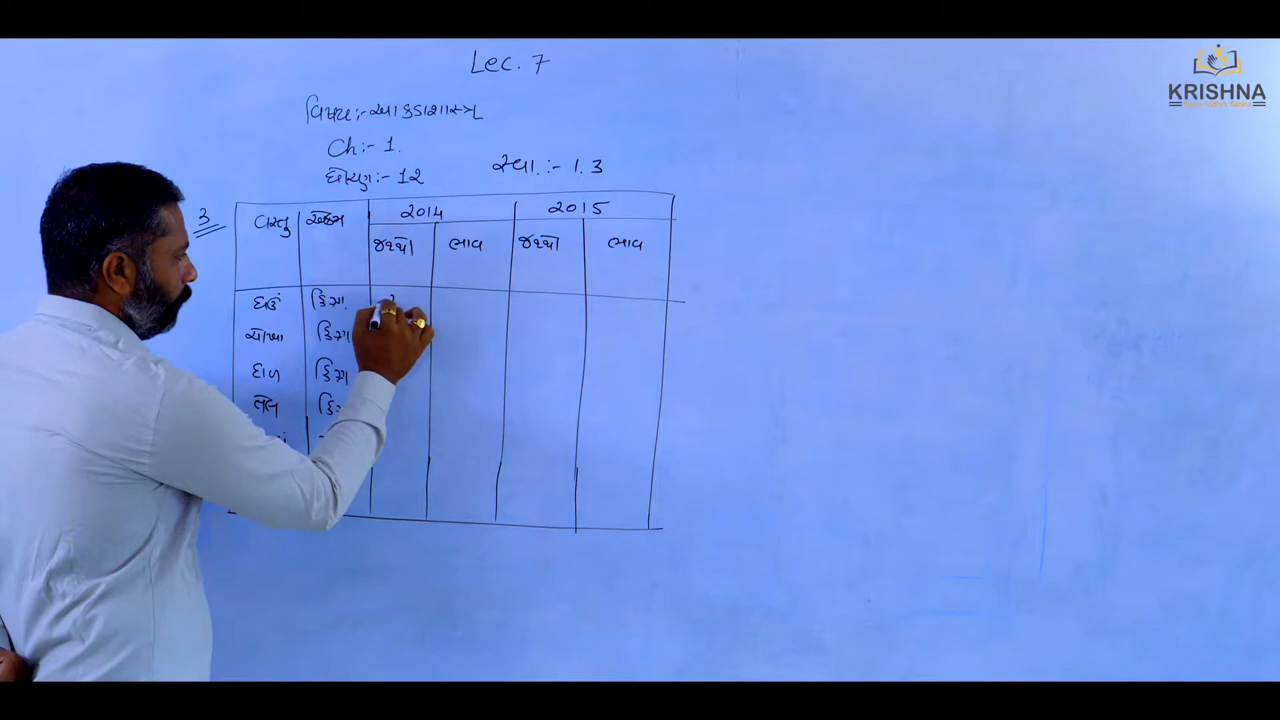 Lec. 7
વિષય :- આંકડાશાસ્ત્ર
Ch :- 1.
ધોરણ :- 12
સ્વા. :- 1.3
3
વસ્તુ એકમ 2014 2015
જથ્થો ભાવ જથ્થો ભાવ
ઘઉં કિગ્રા.
ચોખા કિગ્રા
દાળ કિગ્રા
તેલ
KRISHNA